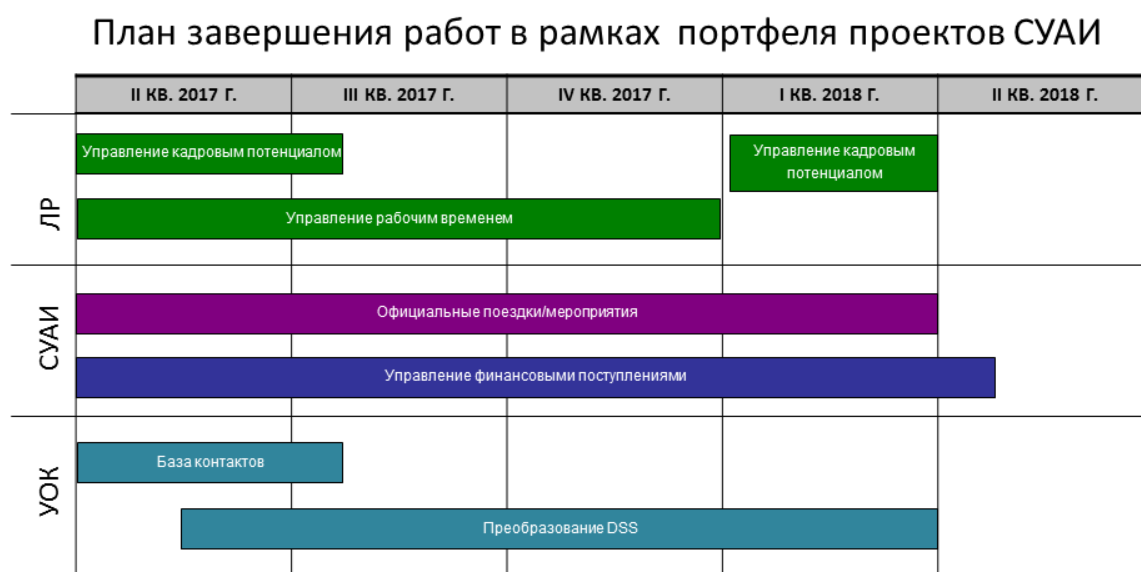 План завершения работ в рамках портфеля проектов СУАИ
II КВ. 2017 Г. III КВ. 2017 Г. IV КВ. 2017 Г. I КВ. 2018 Г. II КВ. 2018 Г.
ЛР
Управление кадровым потенциалом
Управление кадровым
потенциалом
Управление рабочим временем
СУАИ
Официальные поездки/мероприятия
Управление финансовыми поступлениями
УОК
База контактов
Преобразование DSS